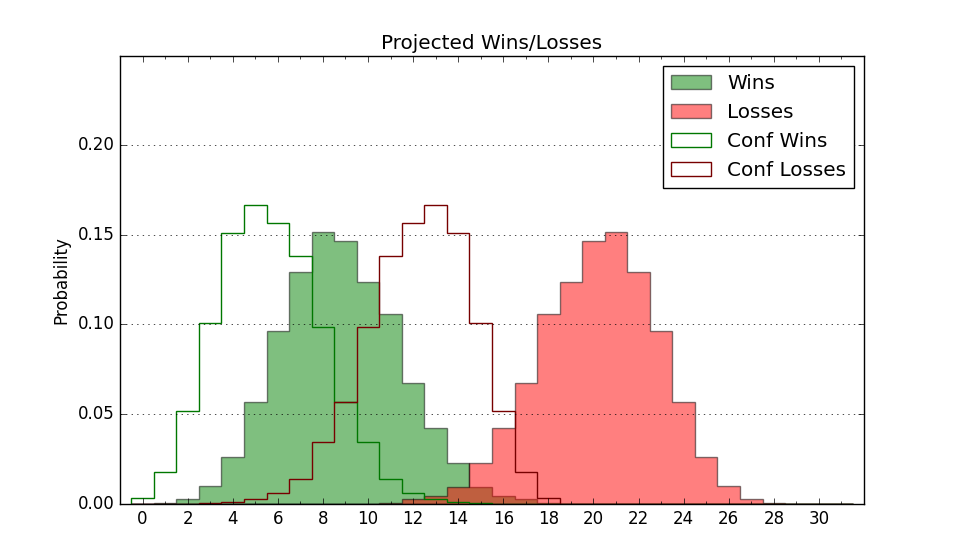 Projected Wins/Losses
Wins
Losses
Conf Wins
Conf Losses
Probability
0.20
0.15
0.10
0.05
0.00
0 2 4 6 8 10 12 14 16 18 20 22 24 26 28 30